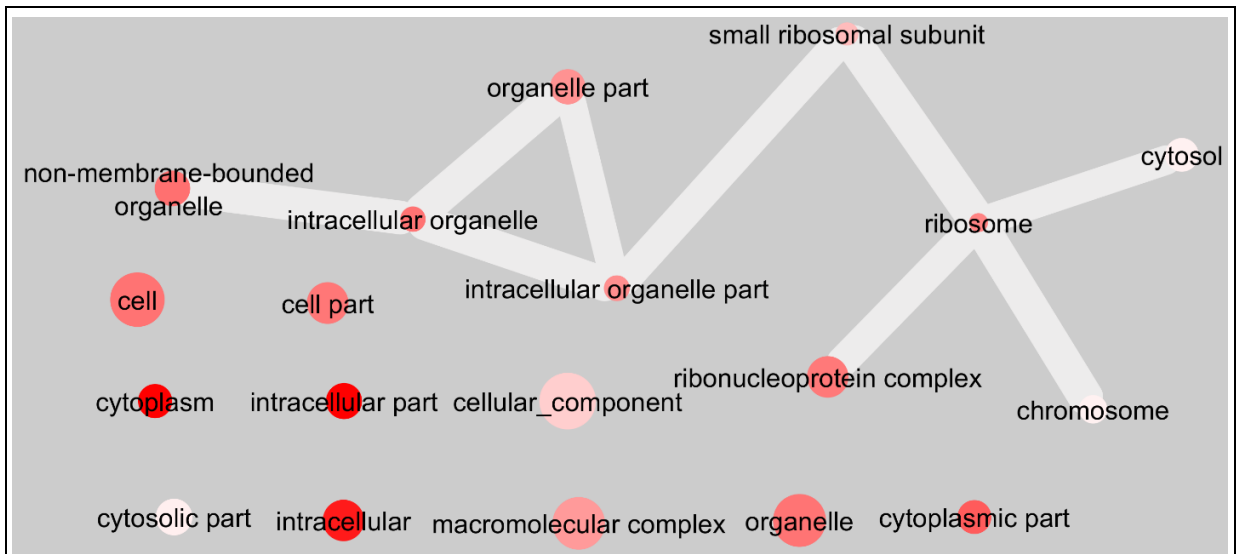 small ribosomal subunit
organelle part
cytosol
non-membrane-bounded
organelle
intracellular organelle
ribosome
intracellular organelle part
cell
cell part
ribonucleoprotein complex
cytoplasm
intracellular part
cellular_component
chromosome
cytosolic part
intracellular
macromolecular complex
organelle
cytoplasmic part